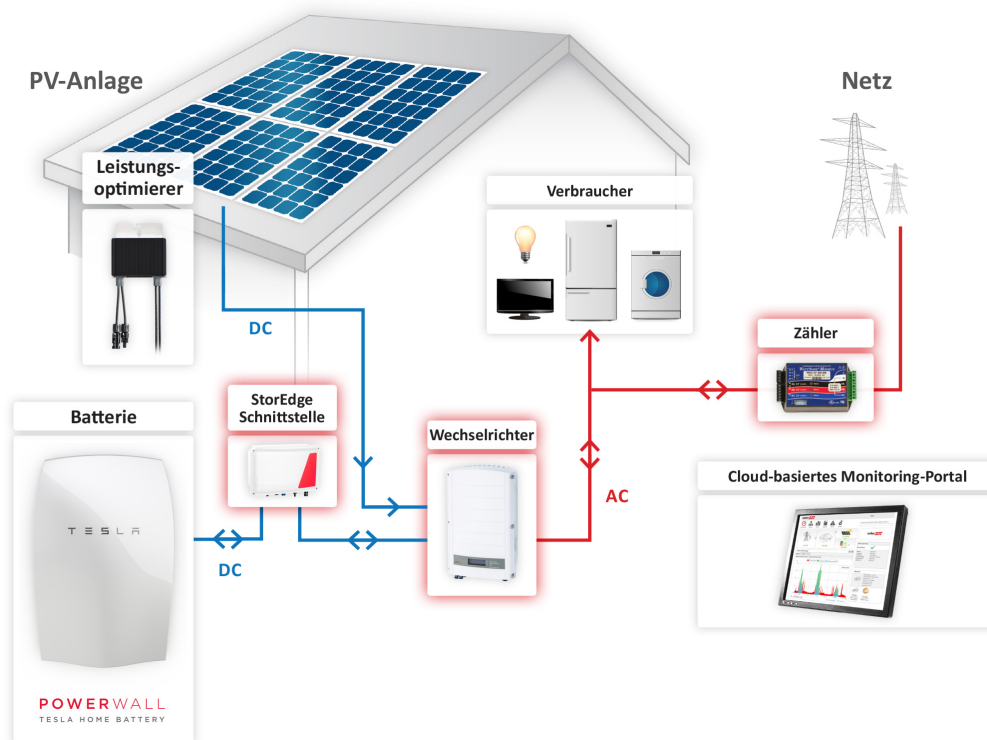 PV-Anlage
Netz
Leistungs-
optimierer
Verbraucher
DC
Zähler
StorEdge
Schnittstelle
Batterie
Wechselrichter
Cloud-basiertes Monitoring-Portal
AC
TESLA
DC
POWERWALL
TESLA HOME BATTERY